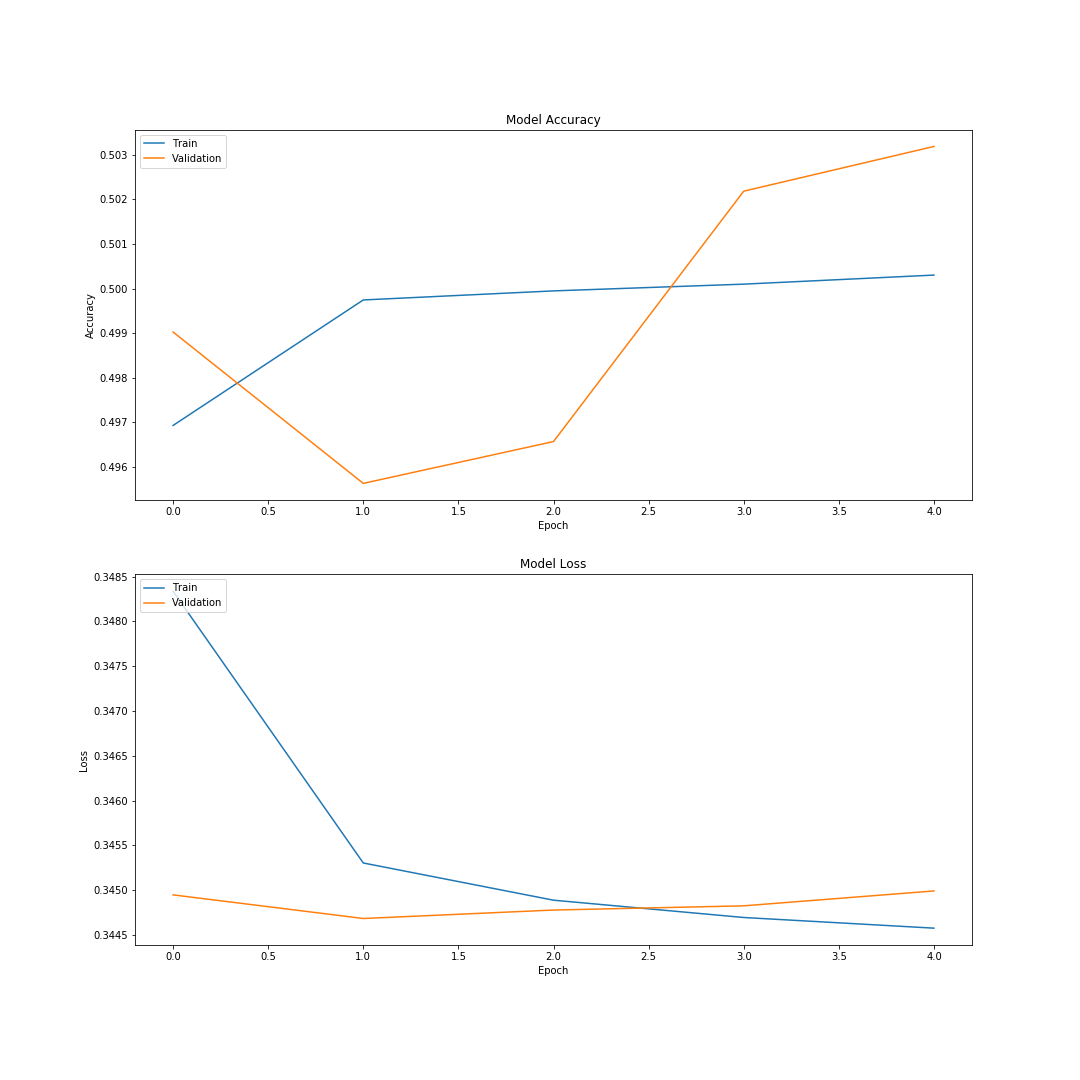 Model Accuracy
Train
Validation
0.503
0.502
0.501
0.500
0.499
0.498
0.497
0.496
Accuracy
0.0 0.5 1.0 1.5 2.0 2.5 3.0 3.5 4.0
Epoch
Model Loss
Train
Validation
0.3485
0.3480
0.3475
0.3470
0.3465
0.3460
0.3455
0.3450
0.3445
Loss
0.0 0.5 1.0 1.5 2.0 2.5 3.0 3.5 4.0
Epoch